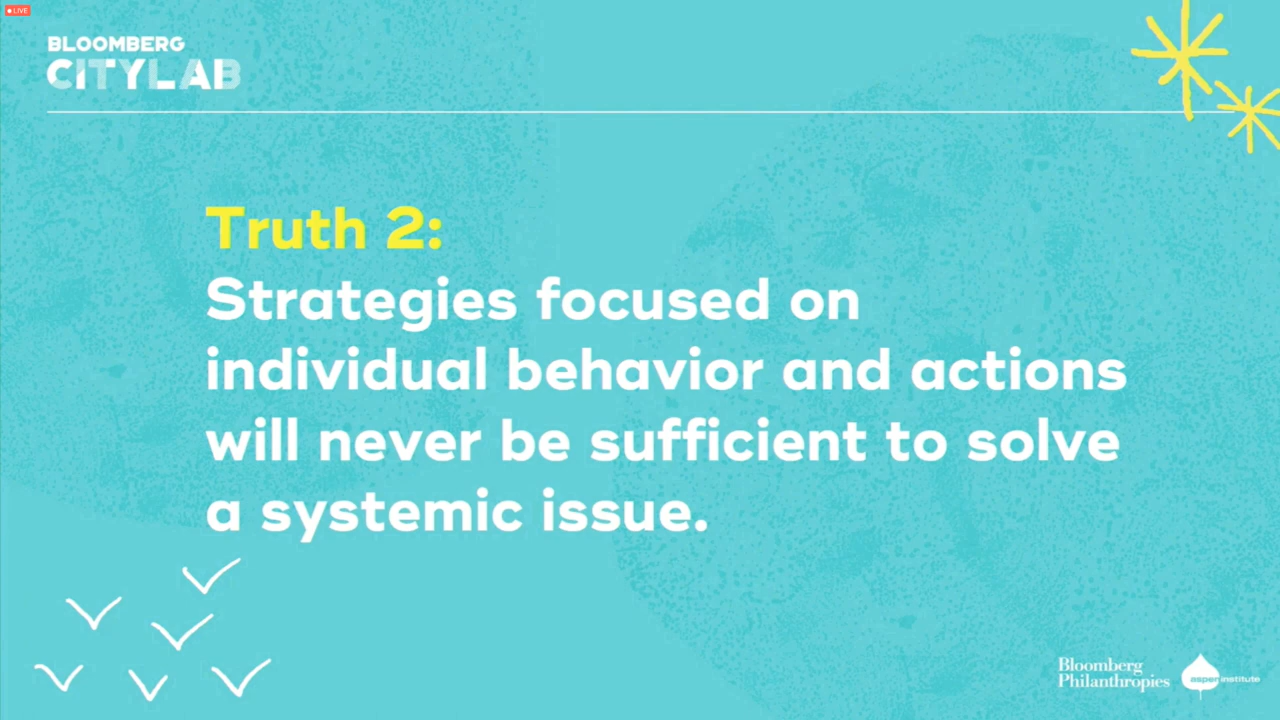 LIVE
BLOOMBERG
CITYLAB
Truth 2:
Strategies focused on
individual behavior and actions
will never be sufficient to solve
a systemic issue.
Bloomberg
Philanthropies
aspen institute